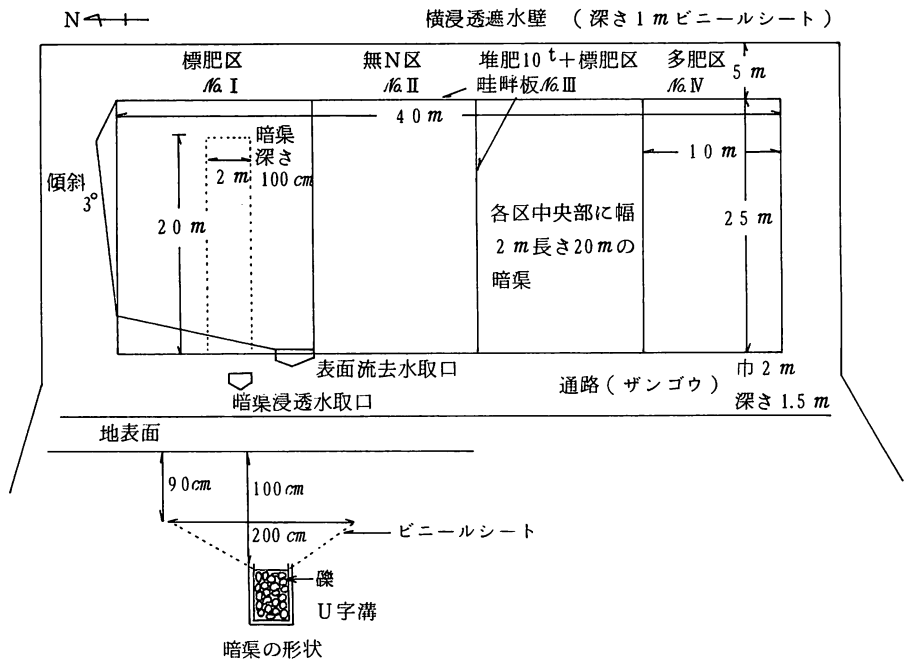 N
横浸透遮水壁 (深さ1mビニールシート)
標肥区
№Ⅰ
無N区
№Ⅱ
堆肥10t+標肥区
畦畔板№Ⅲ
多肥区
№Ⅳ
5m
40m
暗渠
深さ
100cm
2m
10m
傾斜
3°
20m
25m
各区中央部に幅
2m長さ20mの
暗渠
表面流去水取口
暗渠浸透水取口
通路(ザンゴウ)
巾2m
深さ1.5m
地表面
90cm
100cm
200cm
ビニールシート
礫
U字溝
暗渠の形状